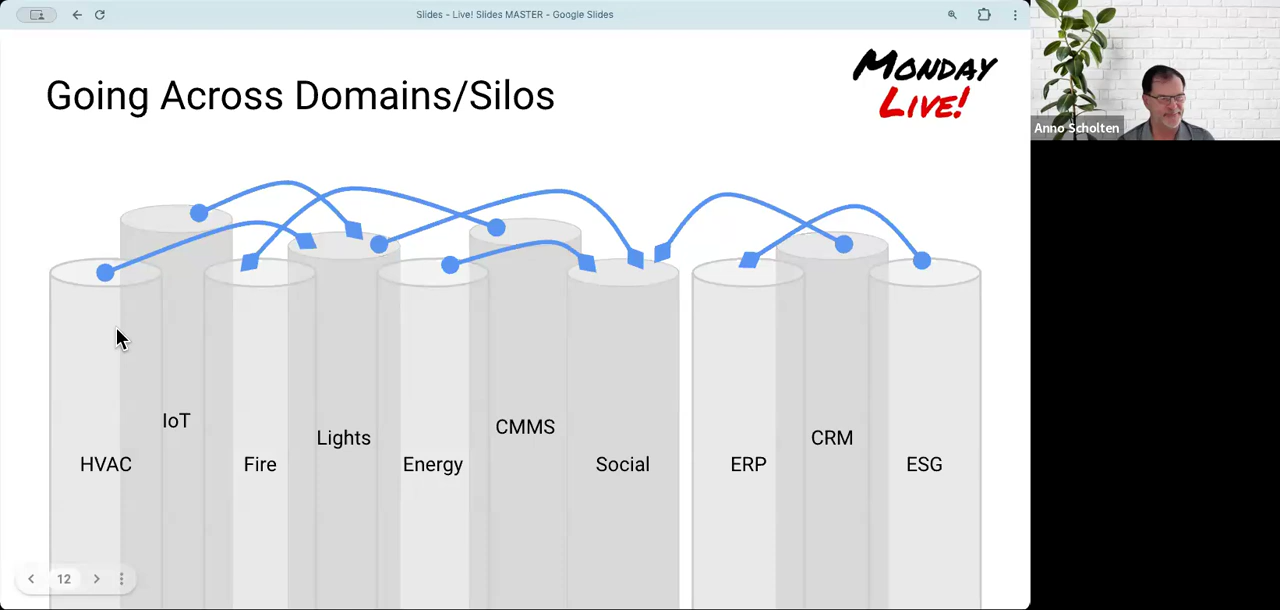 Slides - Live! Slides MASTER - Google Slides
Going Across Domains/Silos
MONDAY
LIVE!
Anno Scholten
IoT
CMMS
Lights
CRM
HVAC
Fire
Energy
Social
ERP
ESG
12